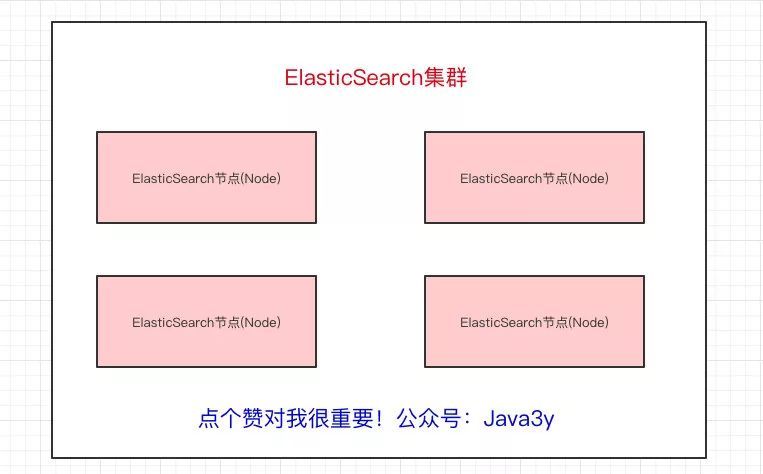 ElasticSearch集群
ElasticSearch节点(Node)
ElasticSearch节点(Node)
ElasticSearch节点(Node)
ElasticSearch节点(Node)
点个赞对我很重要！公众号：Java3y